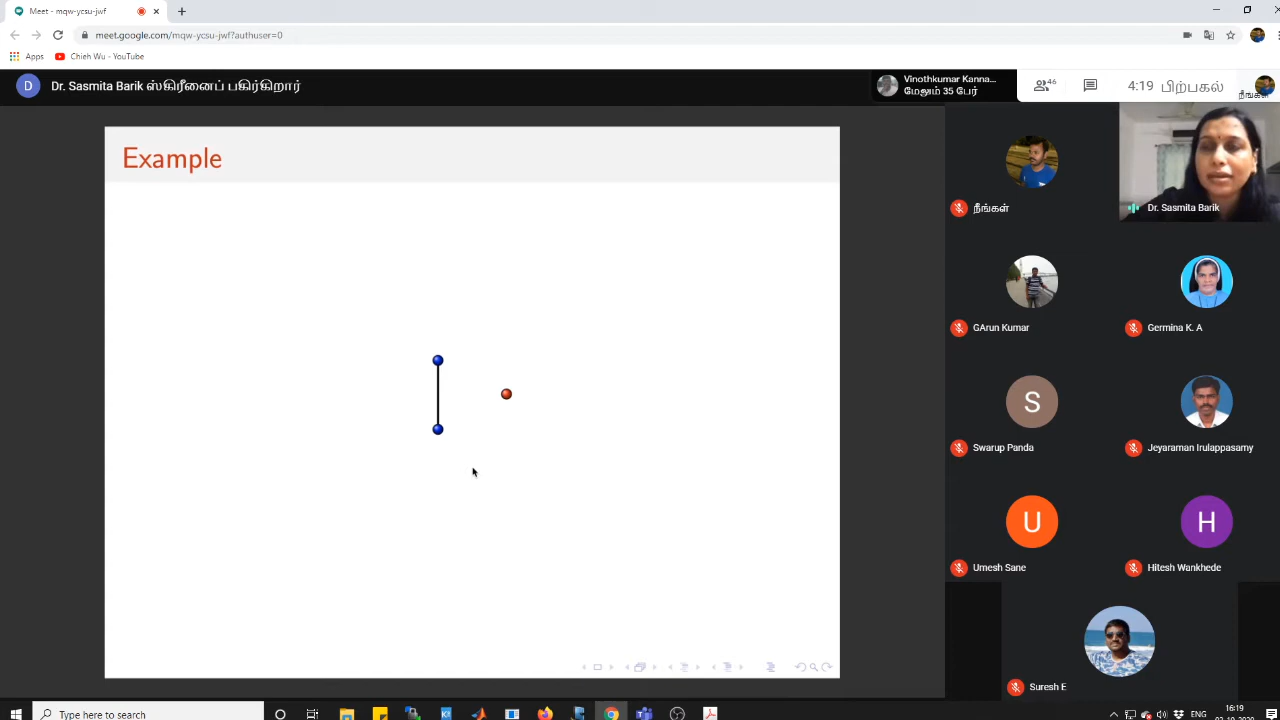 Meet - mqw-ycsu-jwf
meet.google.com/mqw-ycsu-jwf?authuser=0
Apps
Chieh Wu - YouTube
D
Dr. Sasmita Barik ஸ்கிரீனைப் பகிர்கிறார்
Vinothkumar Kanna...
மேலும் 35 பேர்
46
4:19 பிற்பகல்
நீங்கள்
Example
நீங்கள்
Dr. Sasmita Barik
GArun Kumar
Germina K. A
S
Swarup Panda
Jeyaraman Irulappasamy
U
Umesh Sane
H
Hitesh Wankhede
Suresh E
Type here to search
ENG
16:19